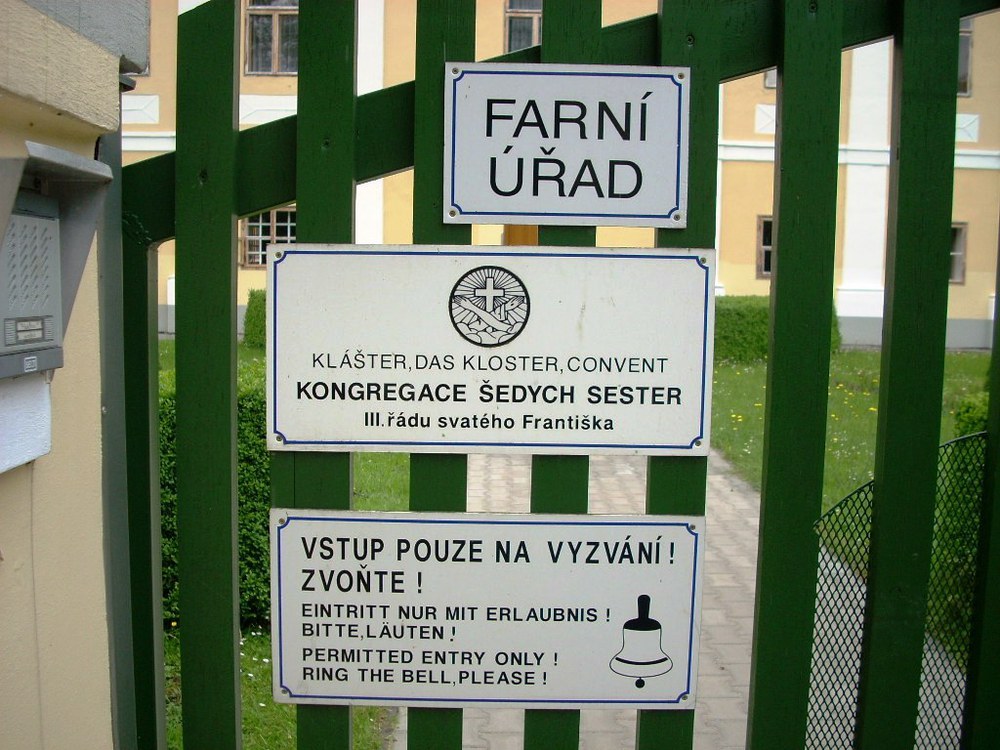 FARNÍ
ÚŘAD
KLÁŠTER, DAS KLOSTER, CONVENT
KONGREGACE ŠEDYCH SESTER
III. řádu svatého Františka
VSTUP POUZE NA VYZVÁNÍ!
ZVOŇTE!
EINTRITT NUR MIT ERLAUBNIS!
BITTE, LÄUTEN!
PERMITTED ENTRY ONLY!
RING THE BELL, PLEASE!